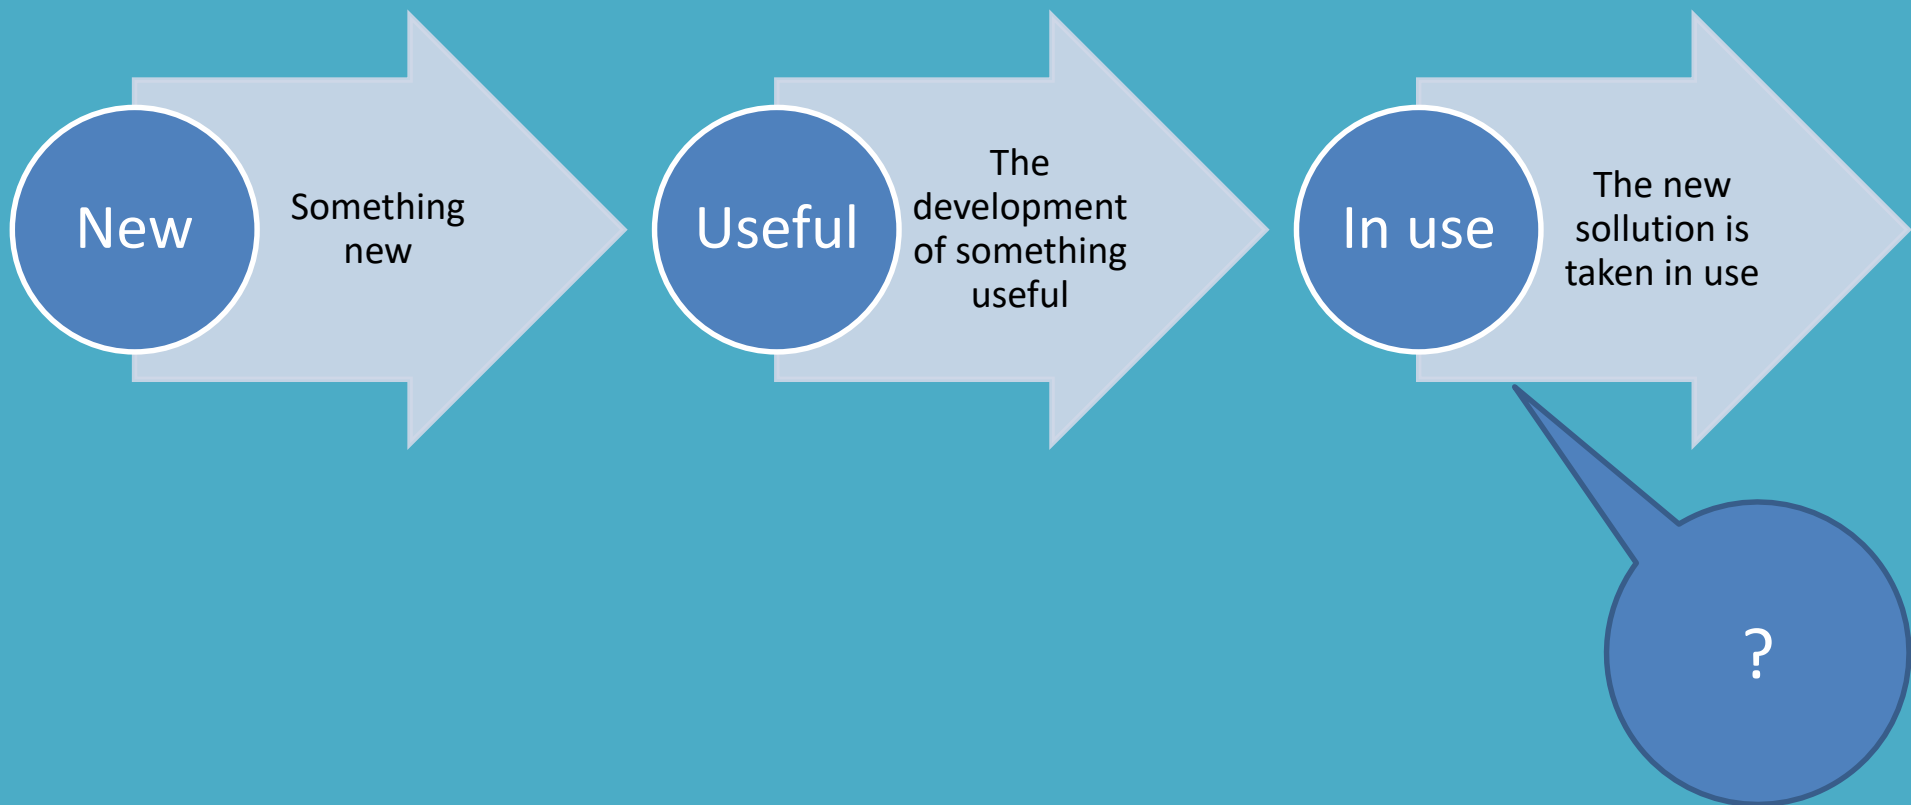 New
Something
new
Useful
The
development
of something
useful
In use
The new
sollution is
taken in use
?